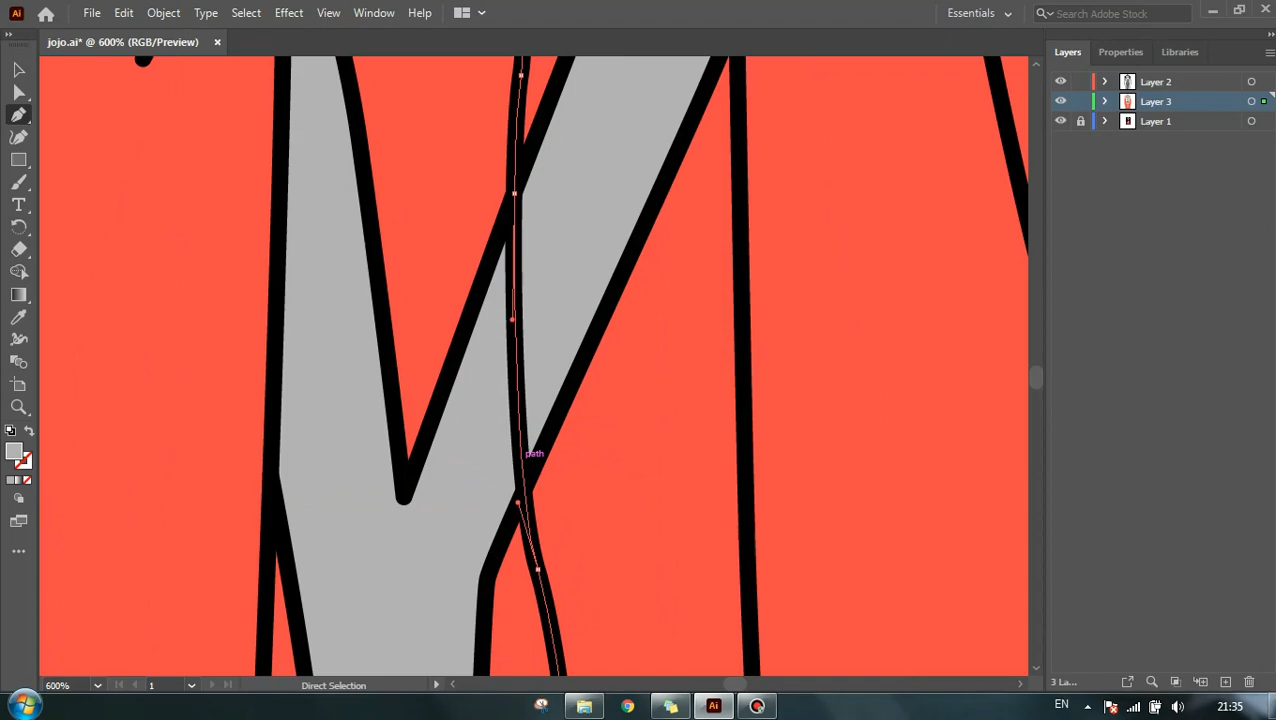 Ai File Edit Object Type Select Effect View Window Help Essentials Search Adobe Stock
jojo.ai* @ 600% (RGB/Preview)
Layers Properties Libraries
Layer 2
Layer 3
Layer 1
path
600% 1 Direct Selection 3 La...
Ai EN 21:35